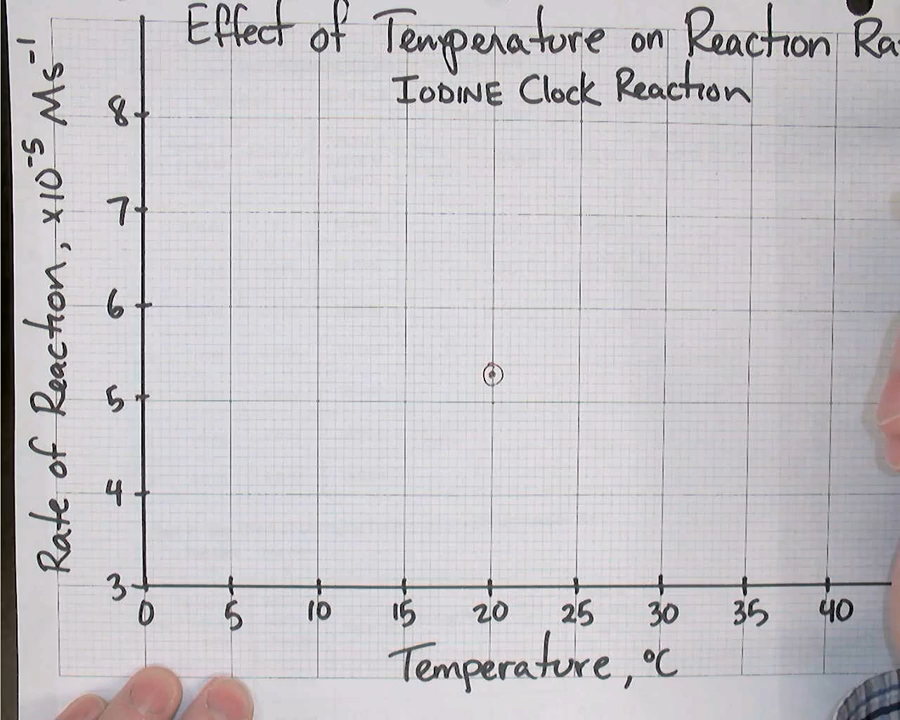 Effect of Temperature on Reaction
IODINE Clock Reaction
Rate of Reaction, x10⁻⁵ Ms⁻¹
8
7
6
5
4
3
0 5 10 15 20 25 30 35 40
Temperature, °C